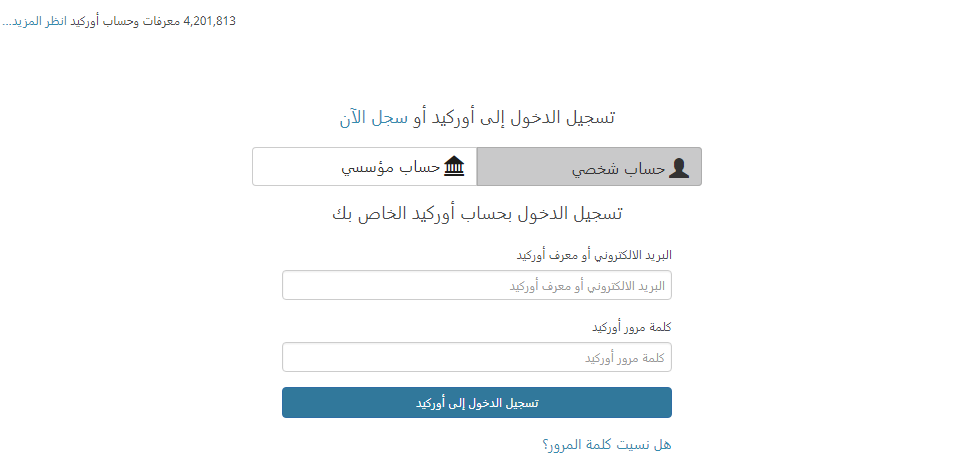 4,201,813 معرفات وحساب أوركيد انظر المزيد...
تسجيل الدخول إلى أوركيد أو سجل الآن
حساب شخصي
حساب مؤسسي
تسجيل الدخول بحساب أوركيد الخاص بك
البريد الالكتروني أو معرف أوركيد
البريد الالكتروني أو معرف أوركيد
كلمة مرور أوركيد
كلمة مرور أوركيد
تسجيل الدخول إلى أوركيد
هل نسيت كلمة المرور؟